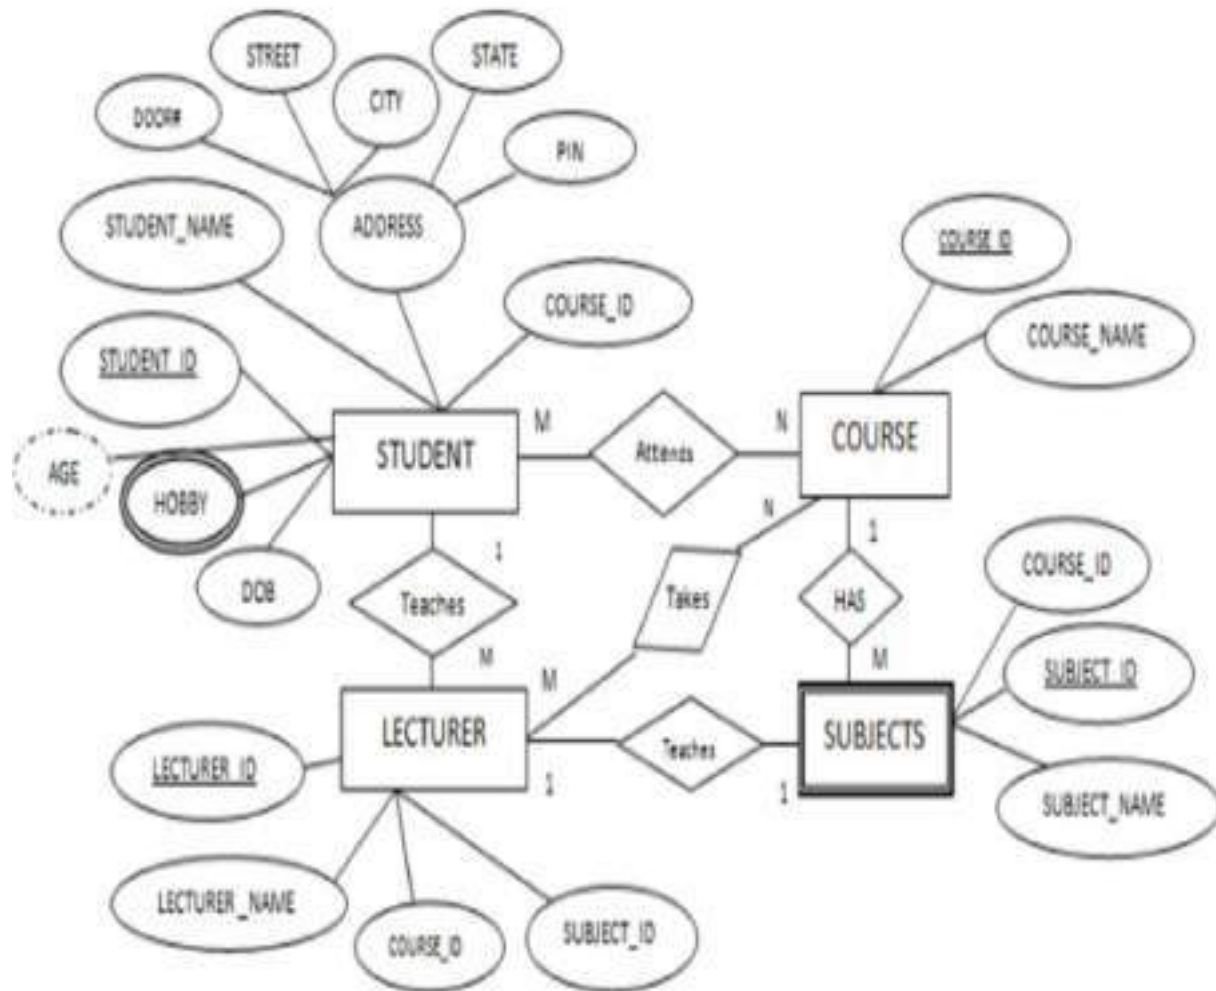 STREET
STATE
CITY
DOOR#
PIN
STUDENT_NAME
ADDRESS
COURSE_ID
COURSE_ID
COURSE_NAME
STUDENT_ID
M
N
STUDENT
Attends
COURSE
AGE
HOBBY
N
1
1
COURSE_ID
DOB
Teaches
Takes
HAS
M
M
M
SUBJECT_ID
LECTURER
Teaches
SUBJECTS
LECTURER_ID
1
1
SUBJECT_NAME
LECTURER_NAME
COURSE_ID
SUBJECT_ID